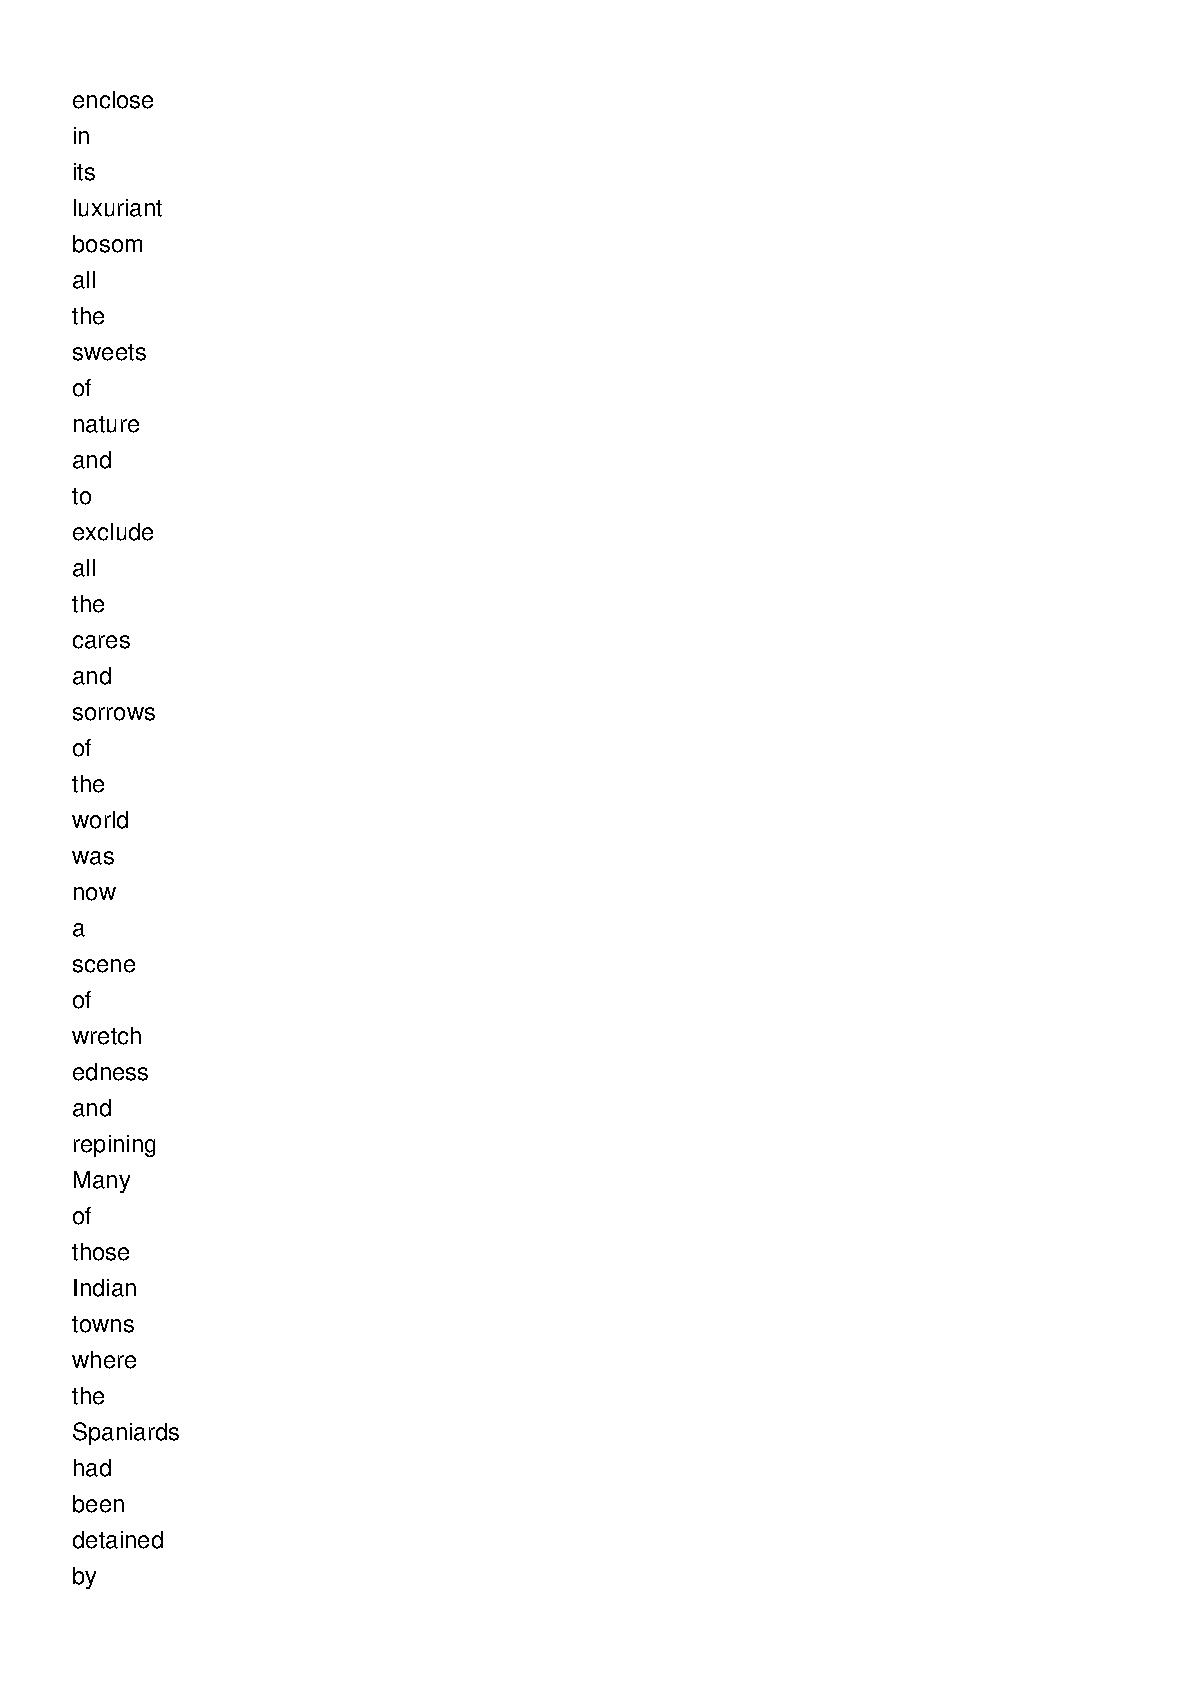 enclose
in
its
luxuriant
bosom
all
the
sweets
of
nature
and
to
exclude
all
the
cares
and
sorrows
of
the
world
was
now
a
scene
of
wretch
edness
and
repining
Many
of
those
Indian
towns
where
the
Spaniards
had
been
detained
by